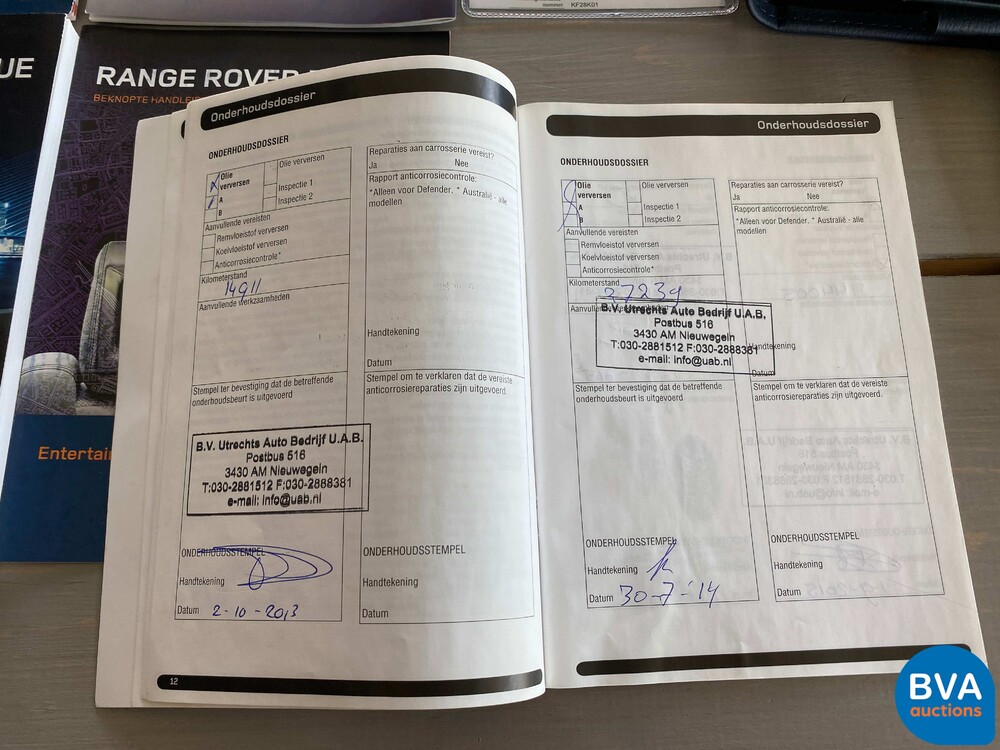 nummer: KF28K01
UE
RANGE ROVER
BEKNOPTE HANDLEI
Entertai
Onderhoudsdossier
ONDERHOUDSDOSSIER
Olie verversen
Olie verversen
A
Inspectie 1
B
Inspectie 2
Aanvullende vereisten
Remvloeistof verversen
Koelvloeistof verversen
Anticorrosiecontrole*
Kilometerstand
14911
Aanvullende werkzaamheden
Stempel ter bevestiging dat de betreffende
onderhoudsbeurt is uitgevoerd
B.V. Utrechts Auto Bedrijf U.A.B.
Postbus 516
3430 AM Nieuwegein
T:030-2881512 F:030-2888381
e-mail: info@uab.nl
ONDERHOUDSSTEMPEL
Handtekening
Datum 2-10-2013
12
Reparaties aan carrosserie vereist?
Ja Nee
Rapport anticorrosiecontrole:
*Alleen voor Defender. * Australië - alle
modellen
Handtekening
Datum
Stempel om te verklaren dat de vereiste
anticorrosiereparaties zijn uitgevoerd.
ONDERHOUDSSTEMPEL
Handtekening
Datum
Onderhoudsdossier
ONDERHOUDSDOSSIER
Olie verversen
Olie verversen
A
Inspectie 1
B
Inspectie 2
Aanvullende vereisten
Remvloeistof verversen
Koelvloeistof verversen
Anticorrosiecontrole*
Kilometerstand
37239
B.V. Utrechts Auto Bedrijf U.A.B.
Postbus 516
3430 AM Nieuwegein
T:030-2881512 F:030-2888381
e-mail: info@uab.nl
Stempel ter bevestiging dat de betreffende
onderhoudsbeurt is uitgevoerd
ONDERHOUDSSTEMPEL
Handtekening
Datum 30-7-'14
Reparaties aan carrosserie vereist?
Ja Nee
Rapport anticorrosiecontrole:
*Alleen voor Defender. * Australië - alle
modellen
Handtekening
Datum
Stempel om te verklaren dat de vereiste
anticorrosiereparaties zijn uitgevoerd.
ONDERHOUDSSTEMPEL
Handtekening
Datum
BVA
auctions